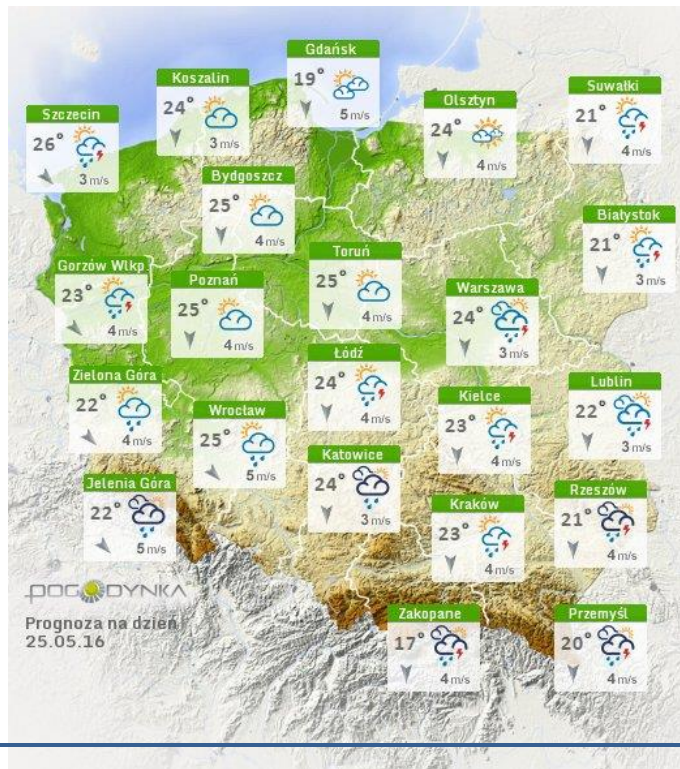 Gdańsk
19°
5 m/s
Koszalin
24°
3 m/s
Suwałki
21°
4 m/s
Olsztyn
24°
4 m/s
Szczecin
26°
3 m/s
Bydgoszcz
25°
4 m/s
Białystok
21°
3 m/s
Toruń
25°
4 m/s
Gorzów Wlkp
23°
4 m/s
Poznań
25°
4 m/s
Warszawa
24°
3 m/s
Łódź
24°
4 m/s
Zielona Góra
22°
4 m/s
Lublin
22°
3 m/s
Kielce
23°
4 m/s
Wrocław
25°
5 m/s
Katowice
24°
3 m/s
Jelenia Góra
22°
5 m/s
Rzeszów
21°
4 m/s
Kraków
23°
4 m/s
POGODYNKA
Prognoza na dzień
25.05.16
Zakopane
17°
4 m/s
Przemyśl
20°
4 m/s